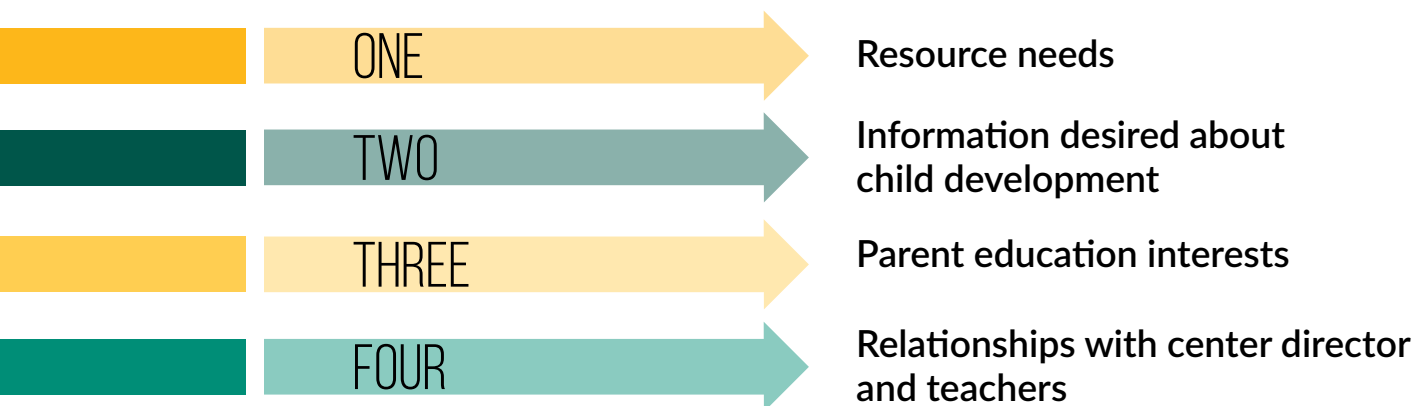 ONE
Resource needs
TWO
Information desired about
child development
THREE
Parent education interests
FOUR
Relationships with center director
and teachers